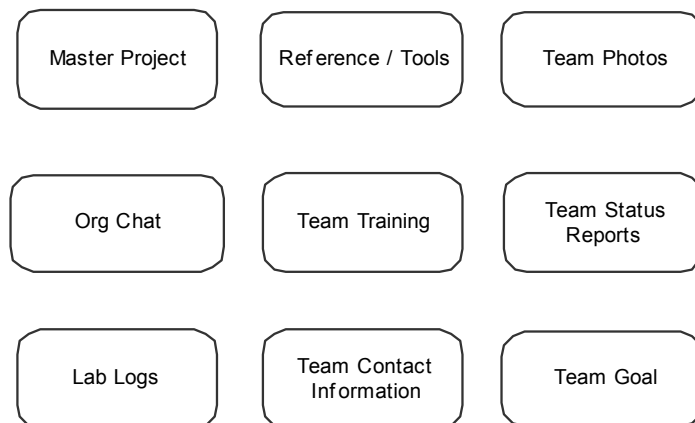 Master Project
Reference / Tools
Team Photos
Org Chat
Team Training
Team Status
Reports
Lab Logs
Team Contact
Information
Team Goal